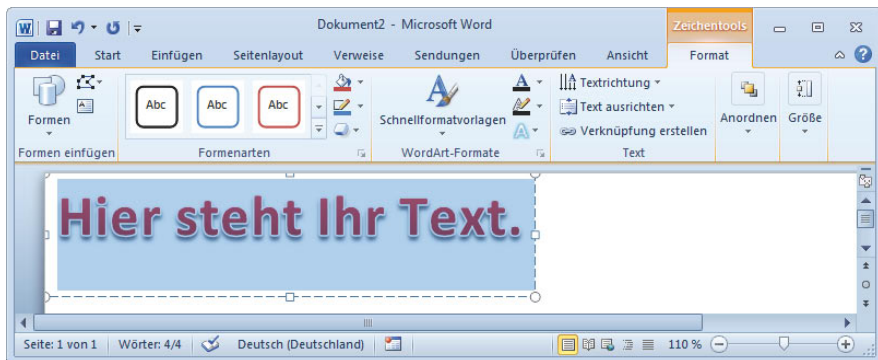 Dokument2 - Microsoft Word
Zeichentools
Datei Start Einfügen Seitenlayout Verweise Sendungen Überprüfen Ansicht Format
Formen
Abc Abc Abc
Schnellformatvorlagen
Textrichtung
Text ausrichten
Verknüpfung erstellen
Anordnen Größe
Formen einfügen Formenarten WordArt-Formate Text
Hier steht Ihr Text.
Seite: 1 von 1 Wörter: 4/4 Deutsch (Deutschland) 110 %